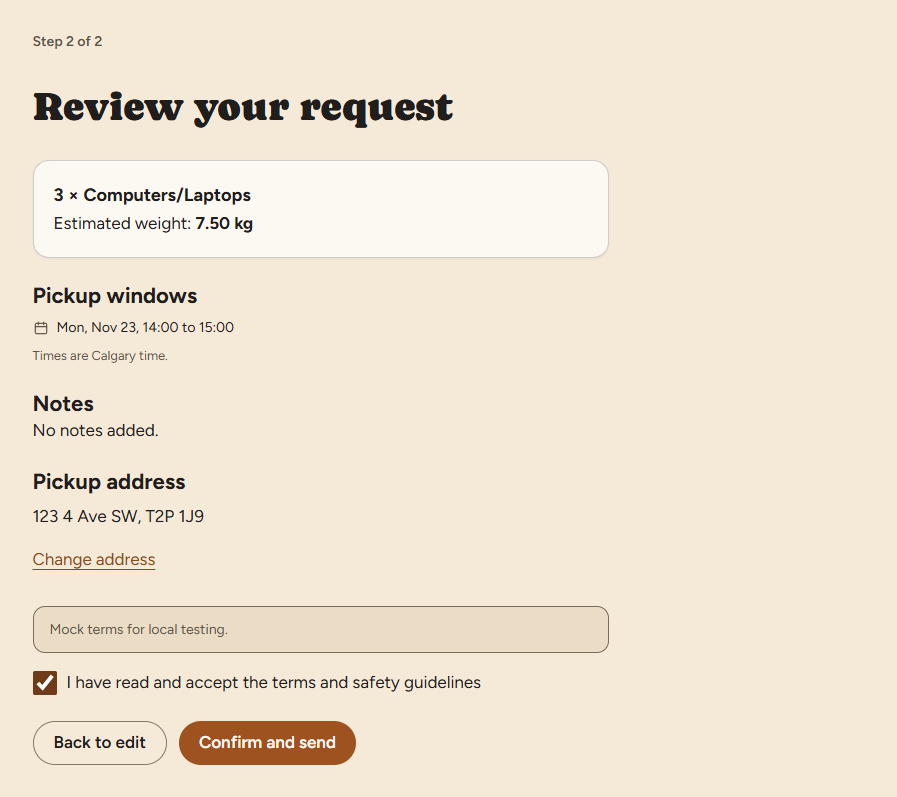 Step 2 of 2
Review your request
3 × Computers/Laptops
Estimated weight: 7.50 kg
Pickup windows
Mon, Nov 23, 14:00 to 15:00
Times are Calgary time.
Notes
No notes added.
Pickup address
123 4 Ave SW, T2P 1J9
Change address
Mock terms for local testing.
I have read and accept the terms and safety guidelines
Back to edit
Confirm and send